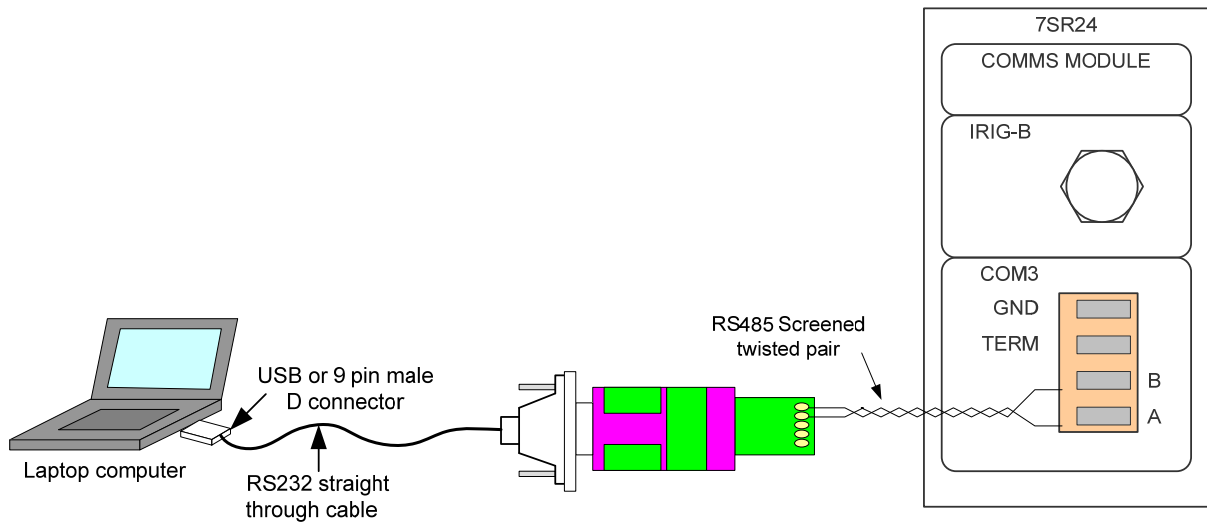 7SR24
COMMS MODULE
IRIG-B
COM3
GND
TERM
B
A
RS485 Screened
twisted pair
USB or 9 pin male
D connector
Laptop computer
RS232 straight
through cable